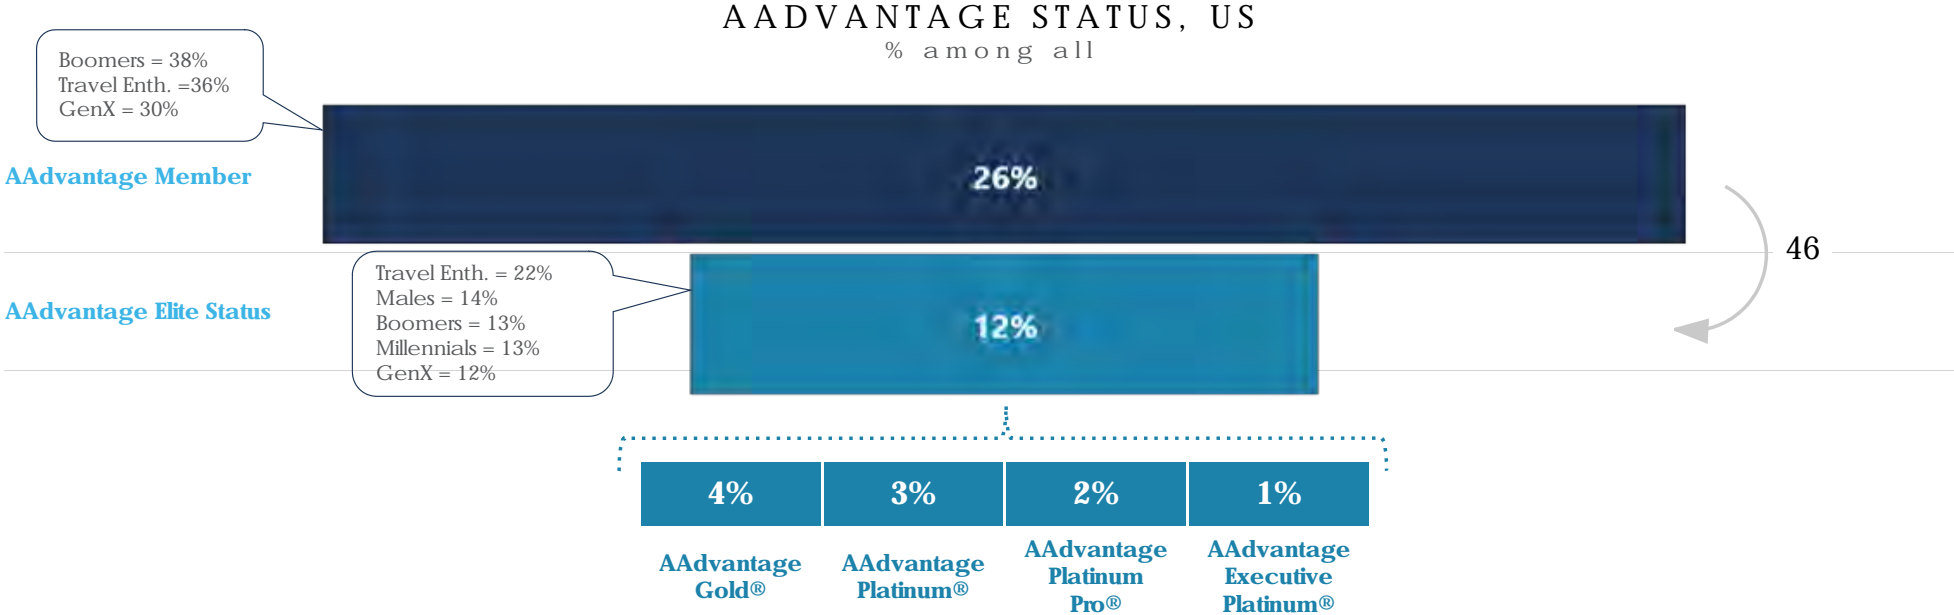 AADVANTAGE STATUS, US
% among all
Boomers = 38%
Travel Enth. =36%
GenX = 30%
AAdvantage Member
26%
46
Travel Enth. = 22%
Males = 14%
Boomers = 13%
Millennials = 13%
GenX = 12%
AAdvantage Elite Status
12%
4%
3%
2%
1%
AAdvantage
Gold®
AAdvantage
Platinum®
AAdvantage
Platinum
Pro®
AAdvantage
Executive
Platinum®